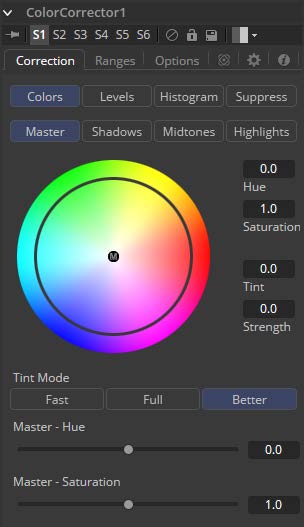 ColorCorrector1
S1 S2 S3 S4 S5 S6
Correction Ranges Options
Colors Levels Histogram Suppress
Master Shadows Midtones Highlights
0.0
Hue
1.0
Saturation
M
0.0
Tint
0.0
Strength
Tint Mode
Fast Full Better
Master - Hue
0.0
Master - Saturation
1.0